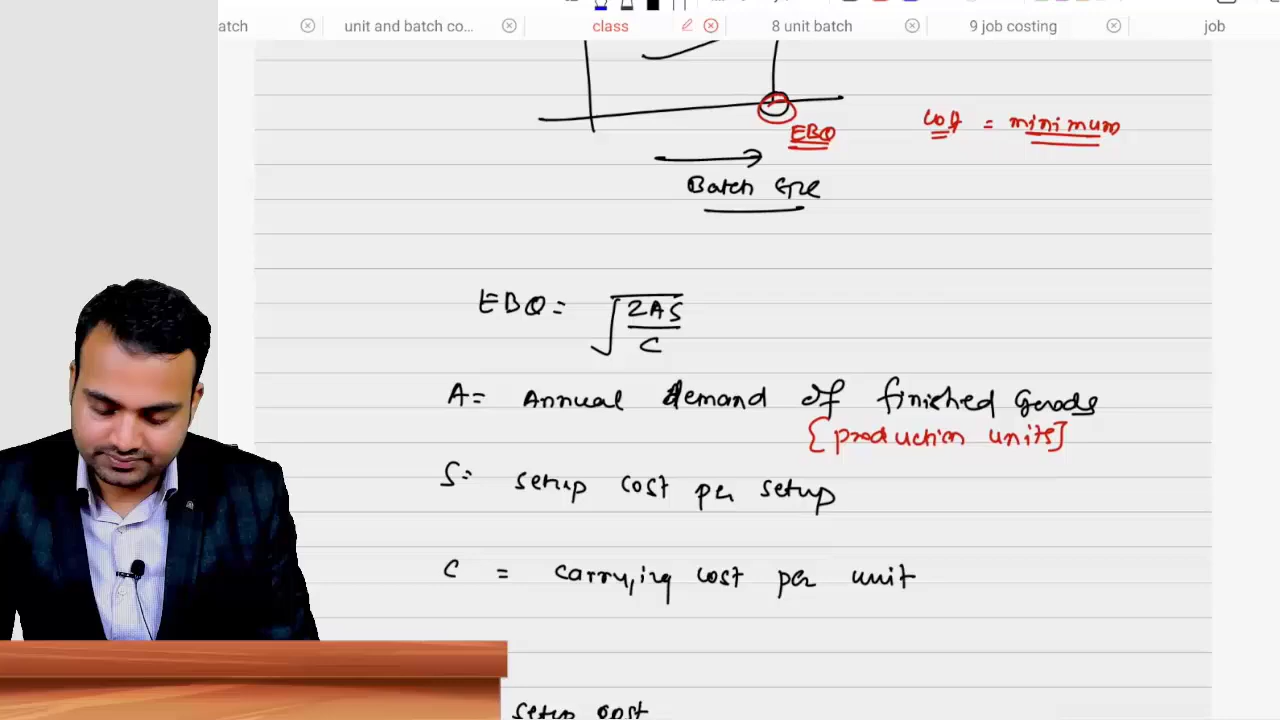 atch
unit and batch co...
class
8 unit batch
9 job costing
job
EBQ
cost = minimum
Batch size
EBQ = √2AS/C
A = Annual demand of finished Goods
[production units]
S = setup cost per setup
C = carrying cost per unit
setup cost